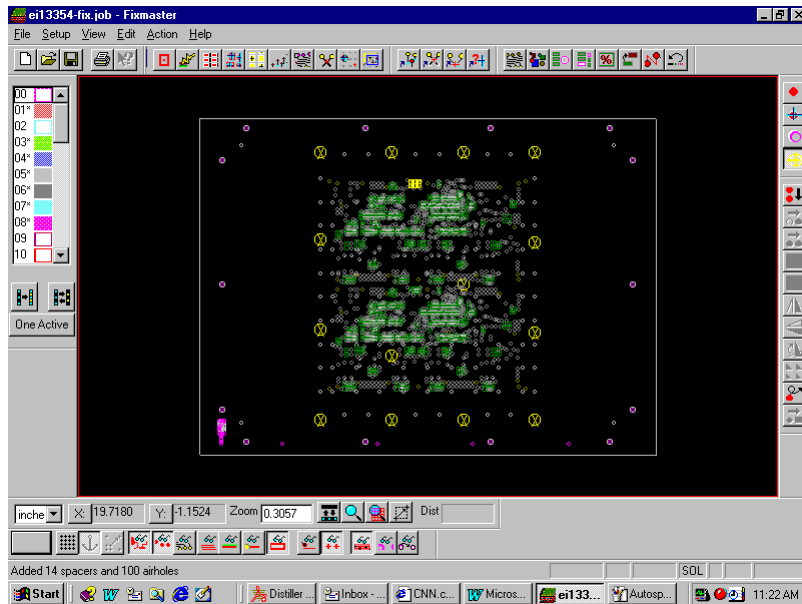 ei13354-fix.job - Fixmaster
File Setup View Edit Action Help
00
01*
02
03*
04*
05*
06*
07*
08*
09
10
One Active
inche X: 19.7180 Y: -1.1524 Zoom 0.3057 Dist
Added 14 spacers and 100 airholes SOL
Start Distiller ... Inbox - ... CNN.c... Micros... ei133... Autosp... 11:22 AM